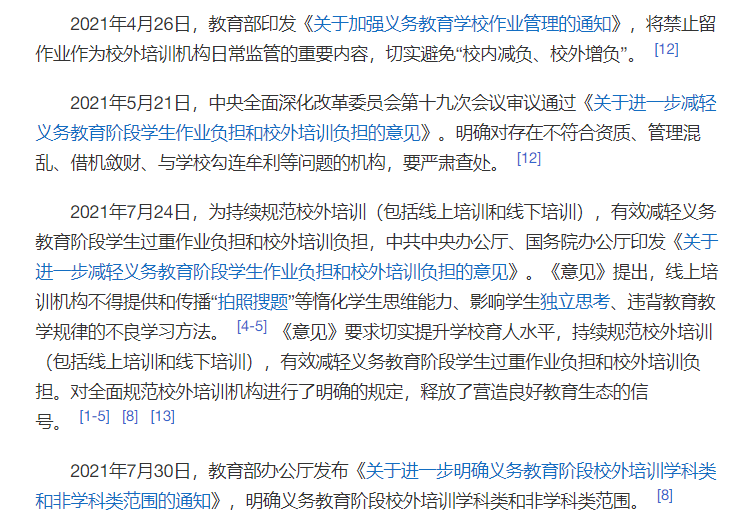 2021年4月26日，教育部印发《关于加强义务教育学校作业管理的通知》，将禁止留
作业作为校外培训机构日常监管的重要内容，切实避免“校内减负、校外增负”。 [12]
2021年5月21日，中央全面深化改革委员会第十九次会议审议通过《关于进一步减轻
义务教育阶段学生作业负担和校外培训负担的意见》。明确对存在不符合资质、管理混
乱、借机敛财、与学校勾连牟利等问题的机构，要严肃查处。 [12]
2021年7月24日，为持续规范校外培训（包括线上培训和线下培训），有效减轻义务
教育阶段学生过重作业负担和校外培训负担，中共中央办公厅、国务院办公厅印发《关于
进一步减轻义务教育阶段学生作业负担和校外培训负担的意见》。《意见》提出，线上培
训机构不得提供和传播“拍照搜题”等惰化学生思维能力、影响学生独立思考、违背教育教
学规律的不良学习方法。 [4-5] 《意见》要求切实提升学校育人水平，持续规范校外培训
（包括线上培训和线下培训），有效减轻义务教育阶段学生过重作业负担和校外培训负
担。对全面规范校外培训机构进行了明确的规定，释放了营造良好教育生态的信
号。 [1-5] [8] [13]
2021年7月30日，教育部办公厅发布《关于进一步明确义务教育阶段校外培训学科类
和非学科类范围的通知》，明确义务教育阶段校外培训学科类和非学科类范围。 [8]